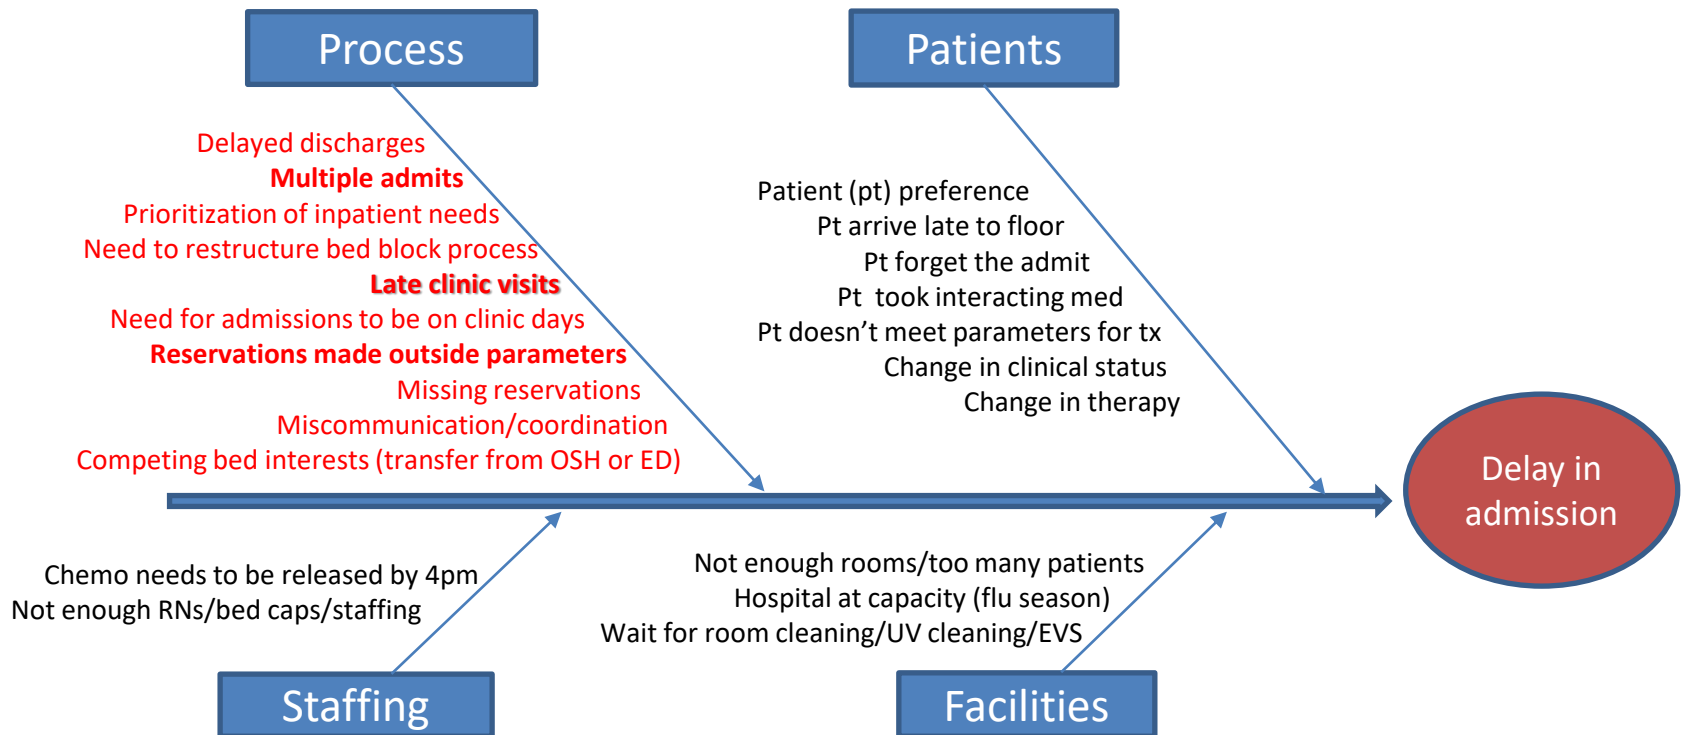 Process
Patients
Delayed discharges
Multiple admits
Prioritization of inpatient needs
Need to restructure bed block process
Late clinic visits
Need for admissions to be on clinic days
Reservations made outside parameters
Missing reservations
Miscommunication/coordination
Competing bed interests (transfer from OSH or ED)
Patient (pt) preference
Pt arrive late to floor
Pt forget the admit
Pt  took interacting med
Pt doesn’t meet parameters for tx
Change in clinical status
Change in therapy
Delay in
admission
Chemo needs to be released by 4pm
Not enough RNs/bed caps/staffing
Not enough rooms/too many patients
Hospital at capacity (flu season)
Wait for room cleaning/UV cleaning/EVS
Staffing
Facilities